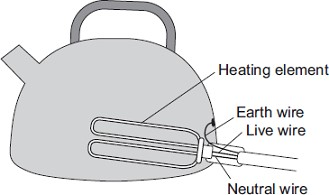 Heating element
Earth wire
Live wire
Neutral wire